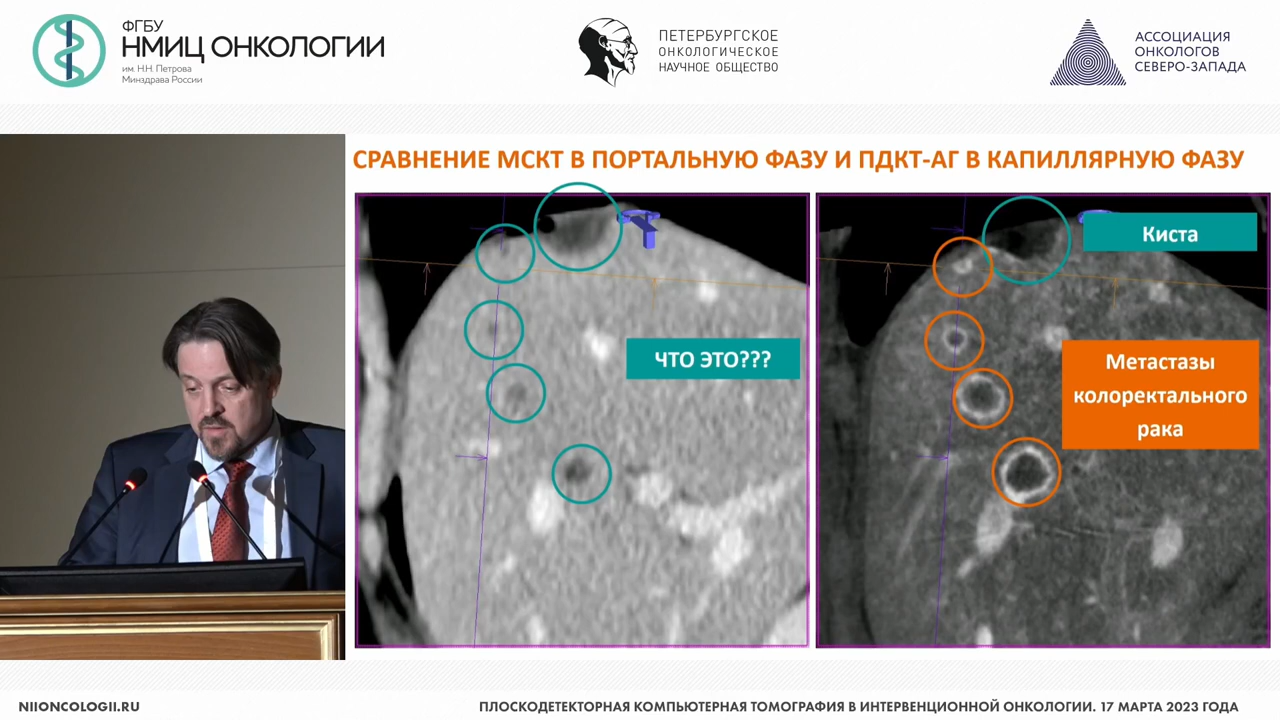 ФГБУ
НМИЦ ОНКОЛОГИИ
им. Н.Н. Петрова
Минздрава России
ПЕТЕРБУРГСКОЕ
ОНКОЛОГИЧЕСКОЕ
НАУЧНОЕ ОБЩЕСТВО
АССОЦИАЦИЯ
ОНКОЛОГОВ
СЕВЕРО-ЗАПАДА
СРАВНЕНИЕ МСКТ В ПОРТАЛЬНУЮ ФАЗУ И ПДКТ-АГ В КАПИЛЛЯРНУЮ ФАЗУ
ЧТО ЭТО???
Киста
Метастазы
колоректального
рака
NIIONCOLOGII.RU
ПЛОСКОДЕТЕКТОРНАЯ КОМПЬЮТЕРНАЯ ТОМОГРАФИЯ В ИНТЕРВЕНЦИОННОЙ ОНКОЛОГИИ. 17 МАРТА 2023 ГОДА